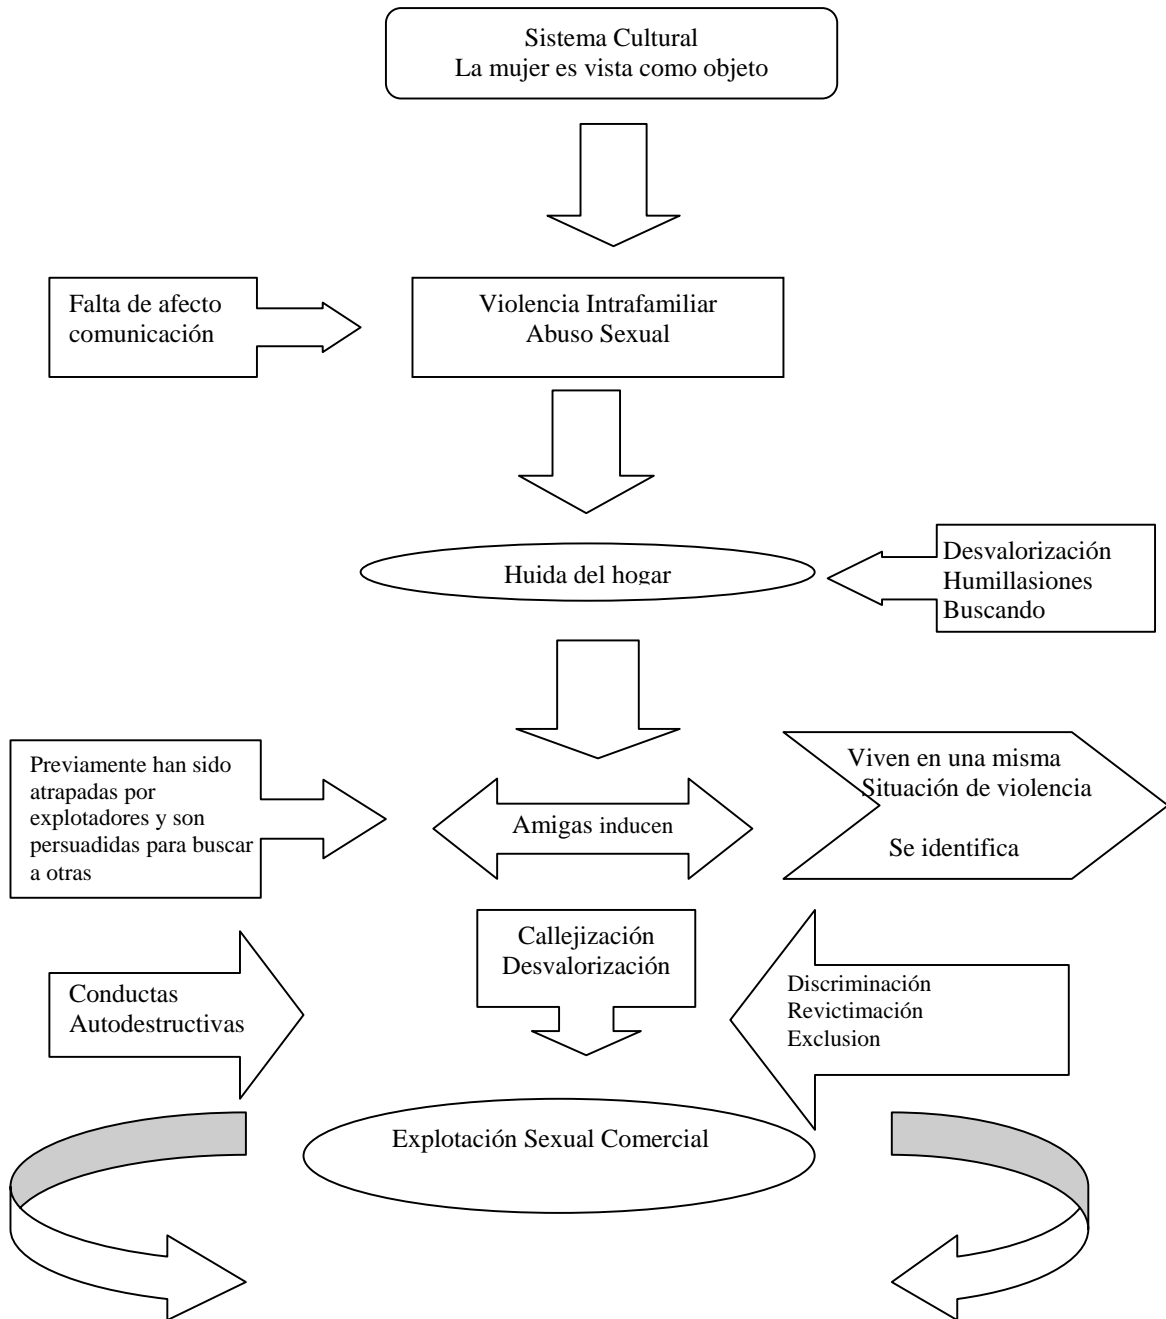 Sistema Cultural
La mujer es vista como objeto
Falta de afecto
comunicación
Violencia Intrafamiliar
Abuso Sexual
Huida del hogar
Desvalorización
Humillasiones
Buscando
Previamente han sido
atrapadas por
explotadores y son
persuadidas para buscar
a otras
Amigas inducen
Viven en una misma
Situación de violencia
Se identifica
Callejización
Desvalorización
Conductas
Autodestructivas
Discriminación
Revictimación
Exclusion
Explotación Sexual Comercial